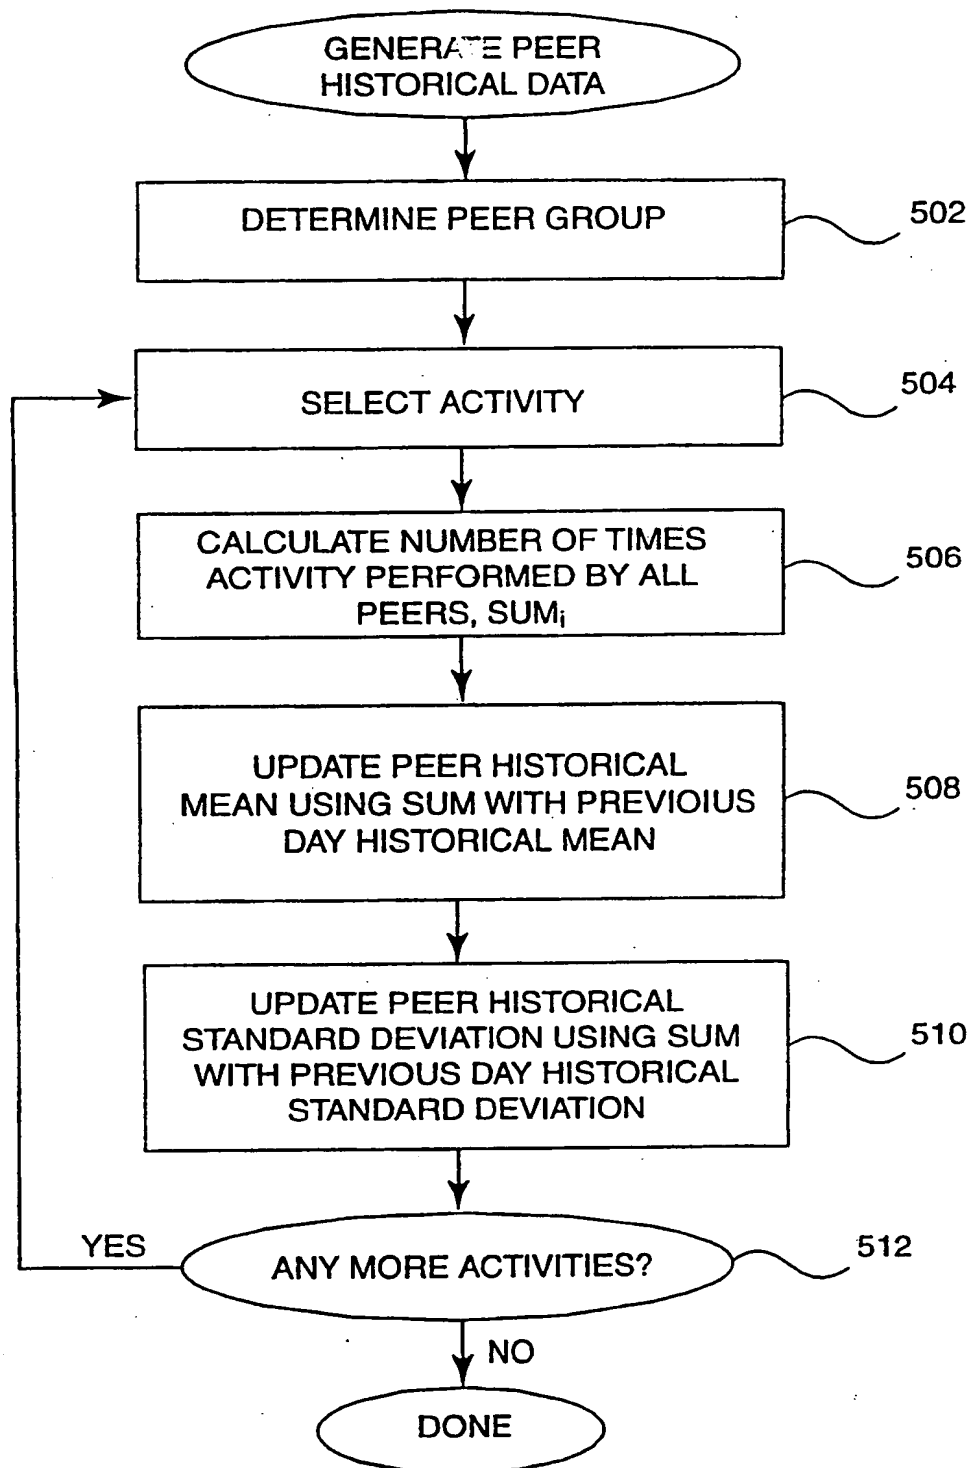 GENERATE PEER
HISTORICAL DATA
DETERMINE PEER GROUP
502
SELECT ACTIVITY
504
CALCULATE NUMBER OF TIMES
ACTIVITY PERFORMED BY ALL
PEERS, SUMi
506
UPDATE PEER HISTORICAL
MEAN USING SUM WITH PREVIOIUS
DAY HISTORICAL MEAN
508
UPDATE PEER HISTORICAL
STANDARD DEVIATION USING SUM
WITH PREVIOUS DAY HISTORICAL
STANDARD DEVIATION
510
YES
ANY MORE ACTIVITIES?
512
NO
DONE